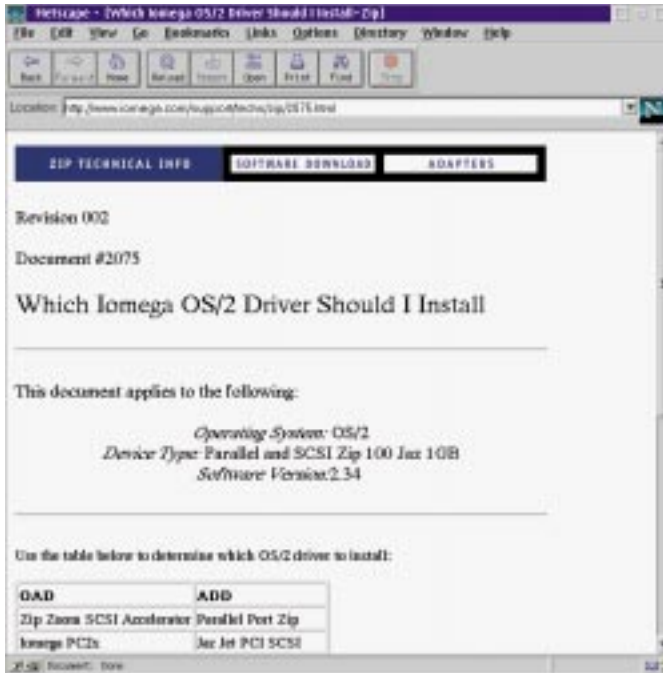 Netscape - [Which Iomega OS/2 Driver Should I Install-Zip]
File Edit View Go Bookmarks Links Options Directory Window Help
Back Forward Home Reload Images Open Print Find Stop
Location: http://www.iomega.com/support/techs/zip/2075.html
ZIP TECHNICAL INFO SOFTWARE DOWNLOAD ADAPTERS
Revision 002
Document #2075
Which Iomega OS/2 Driver Should I Install
This document applies to the following:
Operating System: OS/2
Device Type: Parallel and SCSI Zip 100 Jaz 1GB
Software Version:2.34
Use the table below to determine which OS/2 driver to install:
OAD ADD
Zip Zoom SCSI Accelerator Parallel Port Zip
Iomega PC2x Jaz Jet PCI SCSI
Document: Done